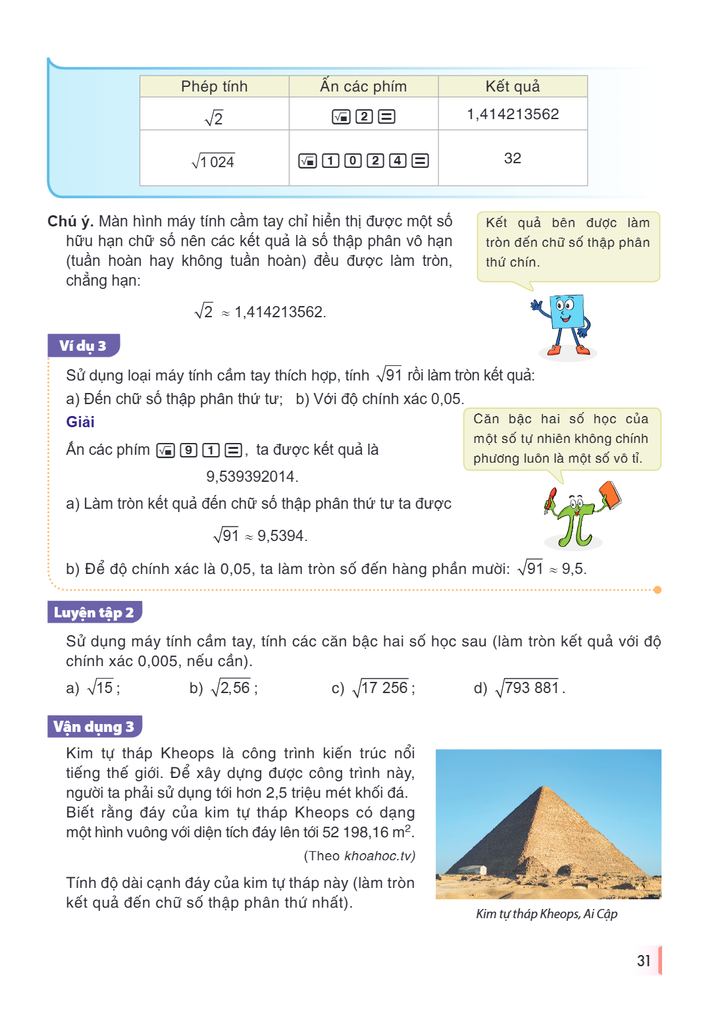 Phép tính Ấn các phím Kết quả
√2 √■ 2 = 1,414213562
√1 024 √■ 1 0 2 4 = 32
Chú ý. Màn hình máy tính cầm tay chỉ hiển thị được một số
hữu hạn chữ số nên các kết quả là số thập phân vô hạn
(tuần hoàn hay không tuần hoàn) đều được làm tròn,
chẳng hạn:
√2 ≈ 1,414213562.
Kết quả bên được làm
tròn đến chữ số thập phân
thứ chín.
Ví dụ 3
Sử dụng loại máy tính cầm tay thích hợp, tính √91 rồi làm tròn kết quả:
a) Đến chữ số thập phân thứ tư; b) Với độ chính xác 0,05.
Giải
Ấn các phím √■ 9 1 =, ta được kết quả là
9,539392014.
a) Làm tròn kết quả đến chữ số thập phân thứ tư ta được
√91 ≈ 9,5394.
Căn bậc hai số học của
một số tự nhiên không chính
phương luôn là một số vô tỉ.
b) Để độ chính xác là 0,05, ta làm tròn số đến hàng phần mười: √91 ≈ 9,5.
Luyện tập 2
Sử dụng máy tính cầm tay, tính các căn bậc hai số học sau (làm tròn kết quả với độ
chính xác 0,005, nếu cần).
a) √15 ; b) √2,56 ; c) √17 256 ; d) √793 881 .
Vận dụng 3
Kim tự tháp Kheops là công trình kiến trúc nổi
tiếng thế giới. Để xây dựng được công trình này,
người ta phải sử dụng tới hơn 2,5 triệu mét khối đá.
Biết rằng đáy của kim tự tháp Kheops có dạng
một hình vuông với diện tích đáy lên tới 52 198,16 m².
(Theo khoahoc.tv)
Tính độ dài cạnh đáy của kim tự tháp này (làm tròn
kết quả đến chữ số thập phân thứ nhất).
Kim tự tháp Kheops, Ai Cập
31